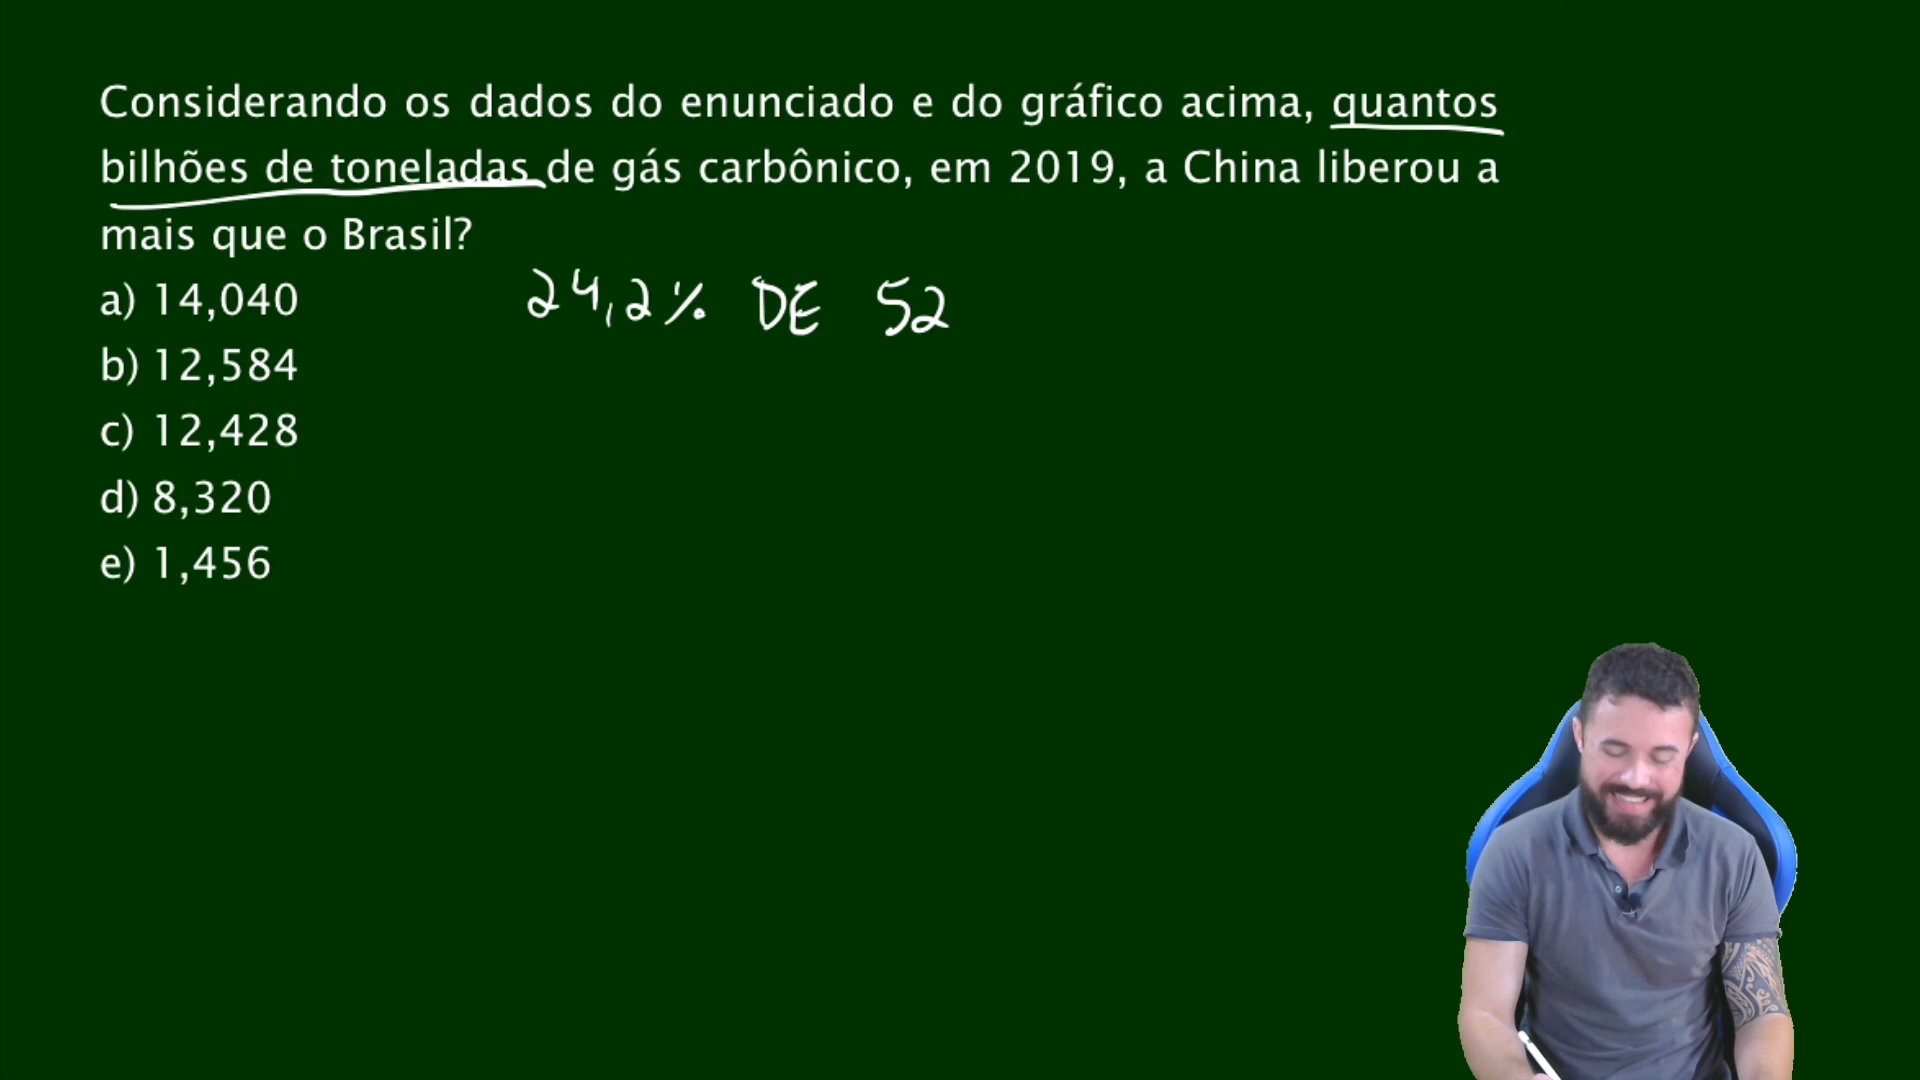 Considerando os dados do enunciado e do gráfico acima, quantos
bilhões de toneladas de gás carbônico, em 2019, a China liberou a
mais que o Brasil?
a) 14,040
24,2% DE 52
b) 12,584
c) 12,428
d) 8,320
e) 1,456